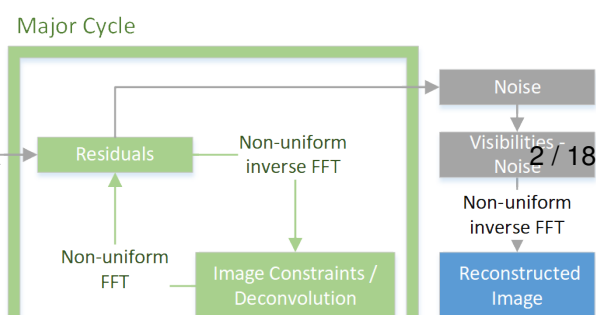 Major Cycle
Noise
Residuals
Non-uniform
inverse FFT
Visibilities -
Noise
2 / 18
Non-uniform
inverse FFT
Non-uniform
FFT
Image Constraints /
Deconvolution
Reconstructed
Image